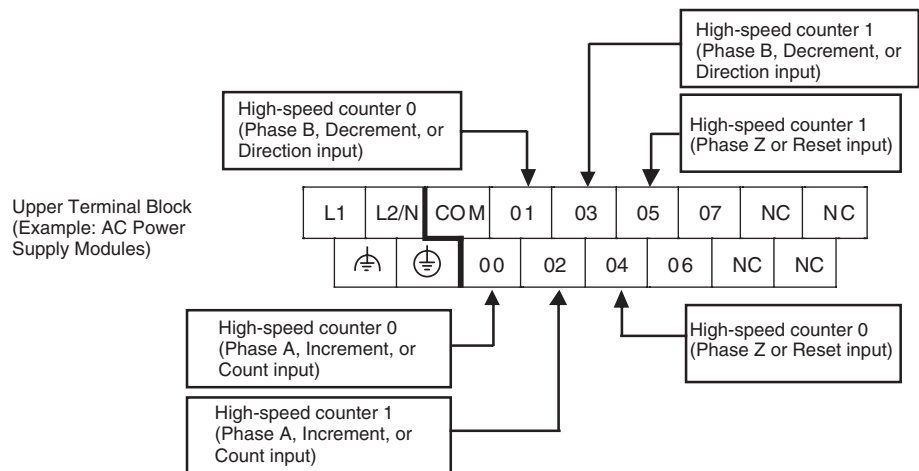 High-speed counter 1
(Phase B, Decrement, or
Direction input)
High-speed counter 0
(Phase B, Decrement, or
Direction input)
High-speed counter 1
(Phase Z or Reset input)
Upper Terminal Block
(Example: AC Power
Supply Modules)
L1 L2/N COM 01 03 05 07 NC NC
00 02 04 06 NC NC
High-speed counter 0
(Phase A, Increment, or
Count input)
High-speed counter 0
(Phase Z or Reset input)
High-speed counter 1
(Phase A, Increment, or
Count input)